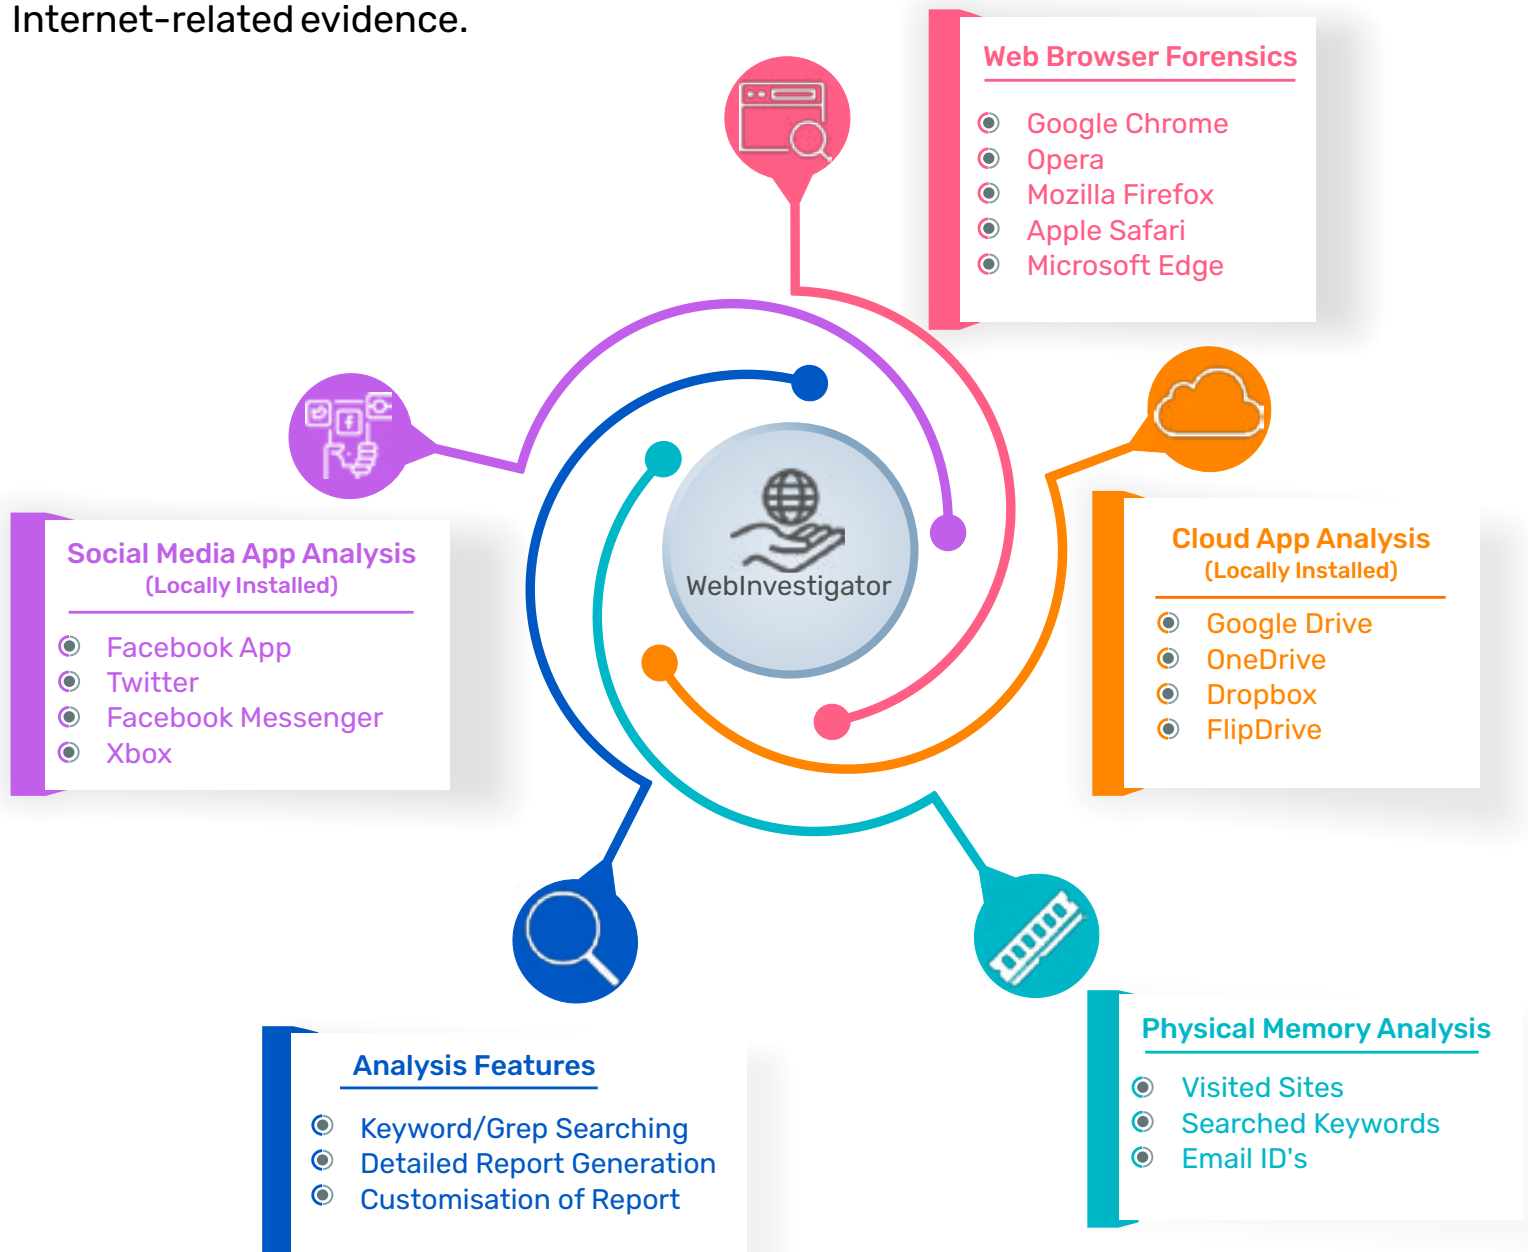 Internet-related evidence.
Web Browser Forensics
Google Chrome
Opera
Mozilla Firefox
Apple Safari
Microsoft Edge
Social Media App Analysis
(Locally Installed)
Facebook App
Twitter
Facebook Messenger
Xbox
WebInvestigator
Cloud App Analysis
(Locally Installed)
Google Drive
OneDrive
Dropbox
FlipDrive
Analysis Features
Keyword/Grep Searching
Detailed Report Generation
Customisation of Report
Physical Memory Analysis
Visited Sites
Searched Keywords
Email ID's